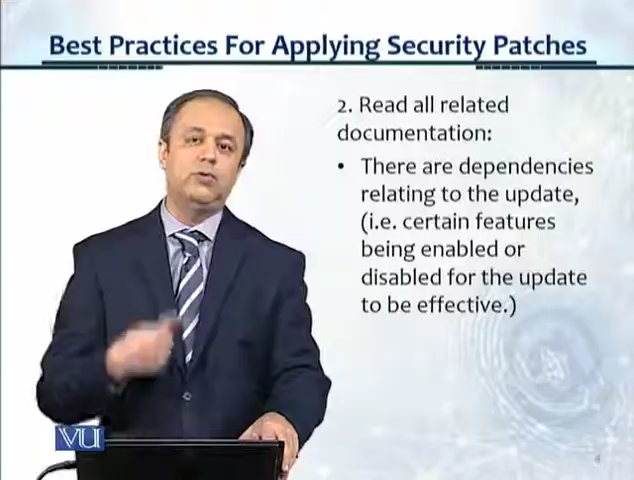 Best Practices For Applying Security Patches
2. Read all related
documentation:
• There are dependencies
relating to the update,
(i.e. certain features
being enabled or
disabled for the update
to be effective.)
VU
4